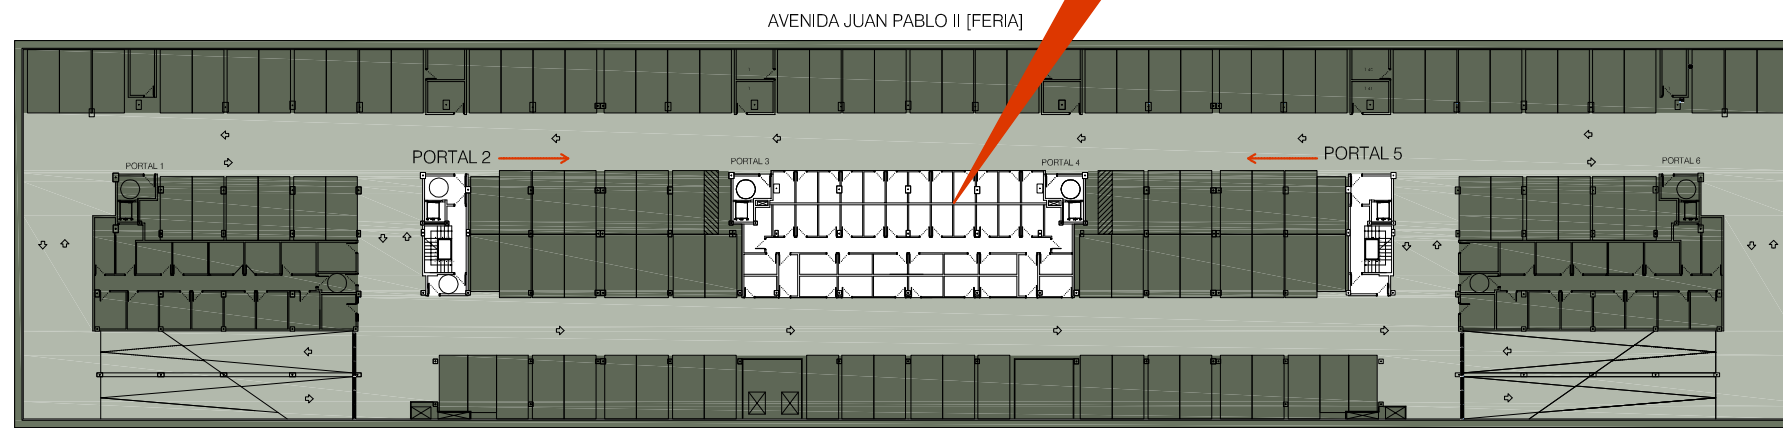 AVENIDA JUAN PABLO II [FERIA]
PORTAL 1
PORTAL 2
PORTAL 3
PORTAL 4
PORTAL 5
PORTAL 6